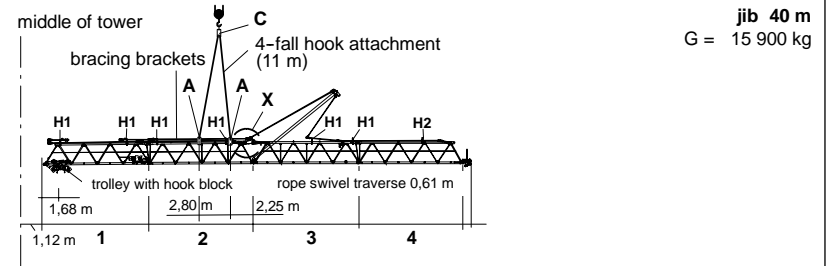 middle of tower
C
jib 40 m
G = 15 900 kg
4-fall hook attachment
(11 m)
bracing brackets
A A
X
H1 H1 H1 H1 H1 H1 H2
trolley with hook block
rope swivel traverse 0,61 m
1,68 m
2,80 m
2,25 m
1,12 m
1 2 3 4